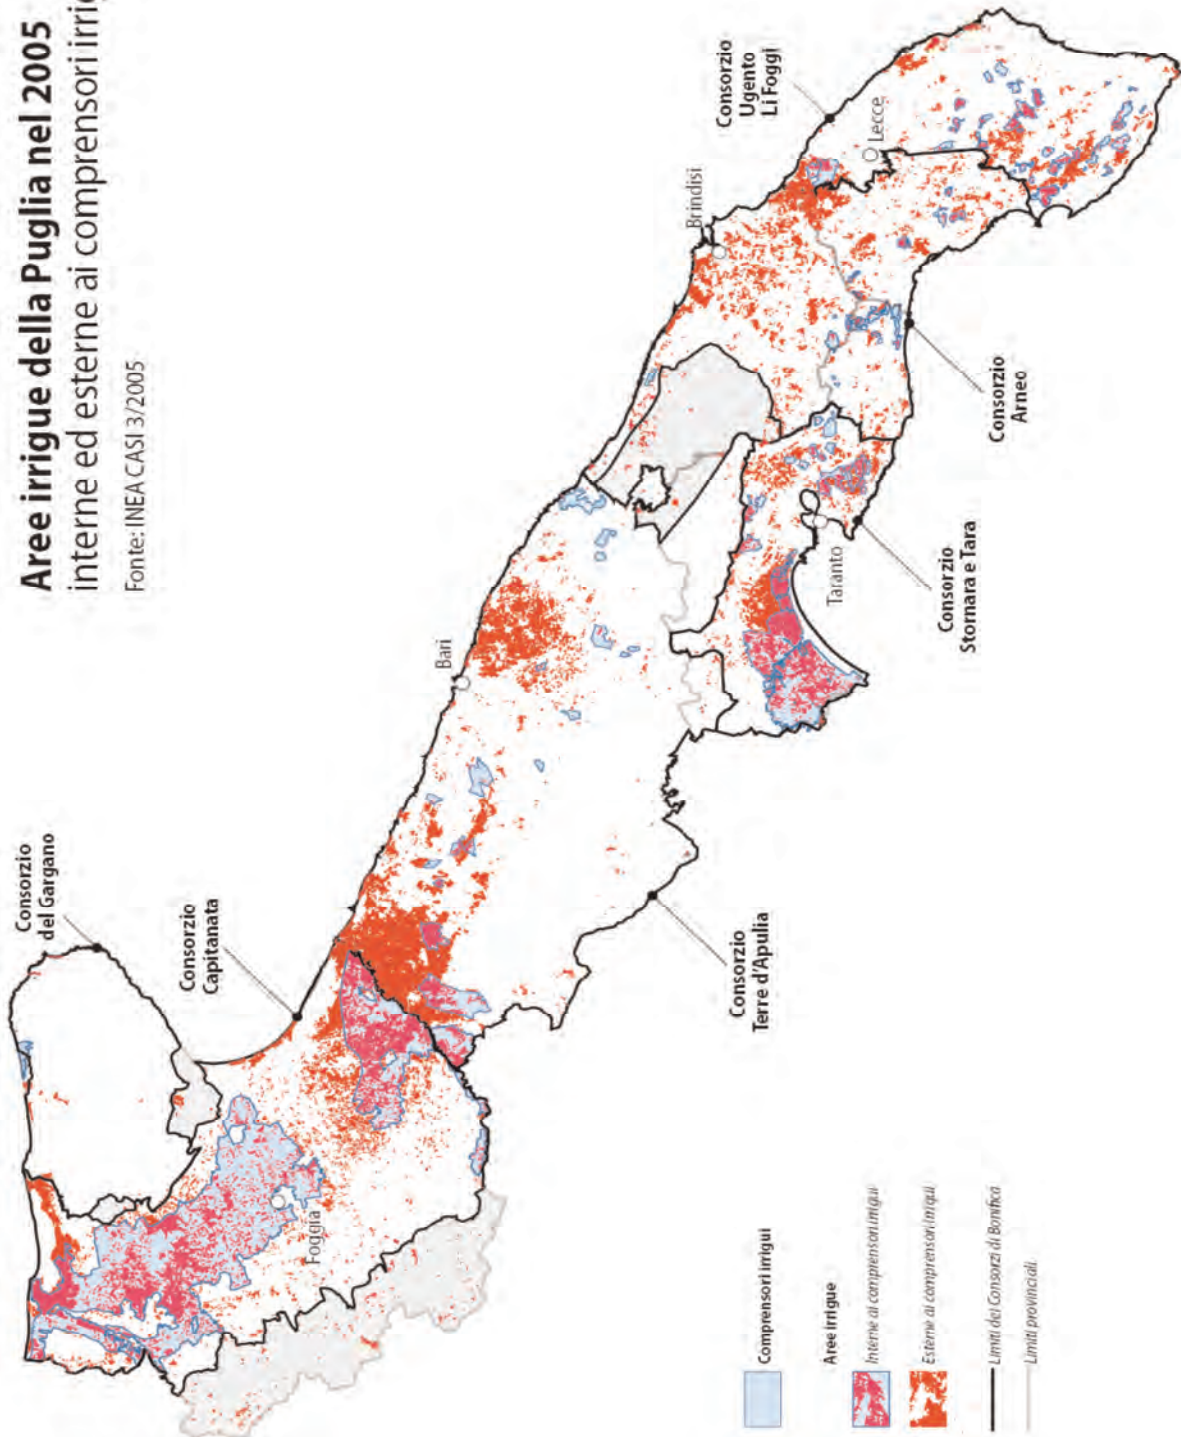 Aree irrigue della Puglia nel 2005
interne ed esterne ai comprensori irrig
Fonte: INEA CASI 3/2005
Consorzio
del Gargano
Consorzio
Capitanata
Foggia
Bari
Consorzio
Terre d'Apulia
Brindisi
Consorzio
Ugento
Li Foggi
Lecce
Taranto
Consorzio
Stornara e Tara
Consorzio
Arneo
Comprensori irrigui
Aree irrigue
Interne ai comprensori irrigui
Esterne ai comprensori irrigui
Limiti dei Consorzi di Bonifica
Limiti provinciali